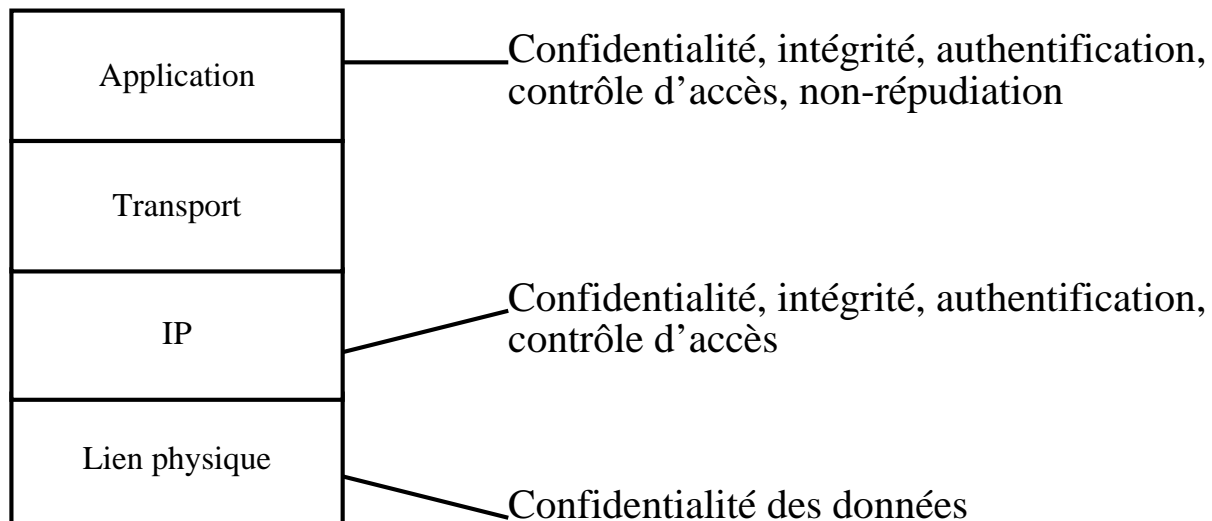 Application
Confidentialité, intégrité, authentification,
contrôle d'accès, non-répudiation
Transport
IP
Confidentialité, intégrité, authentification,
contrôle d'accès
Lien physique
Confidentialité des données